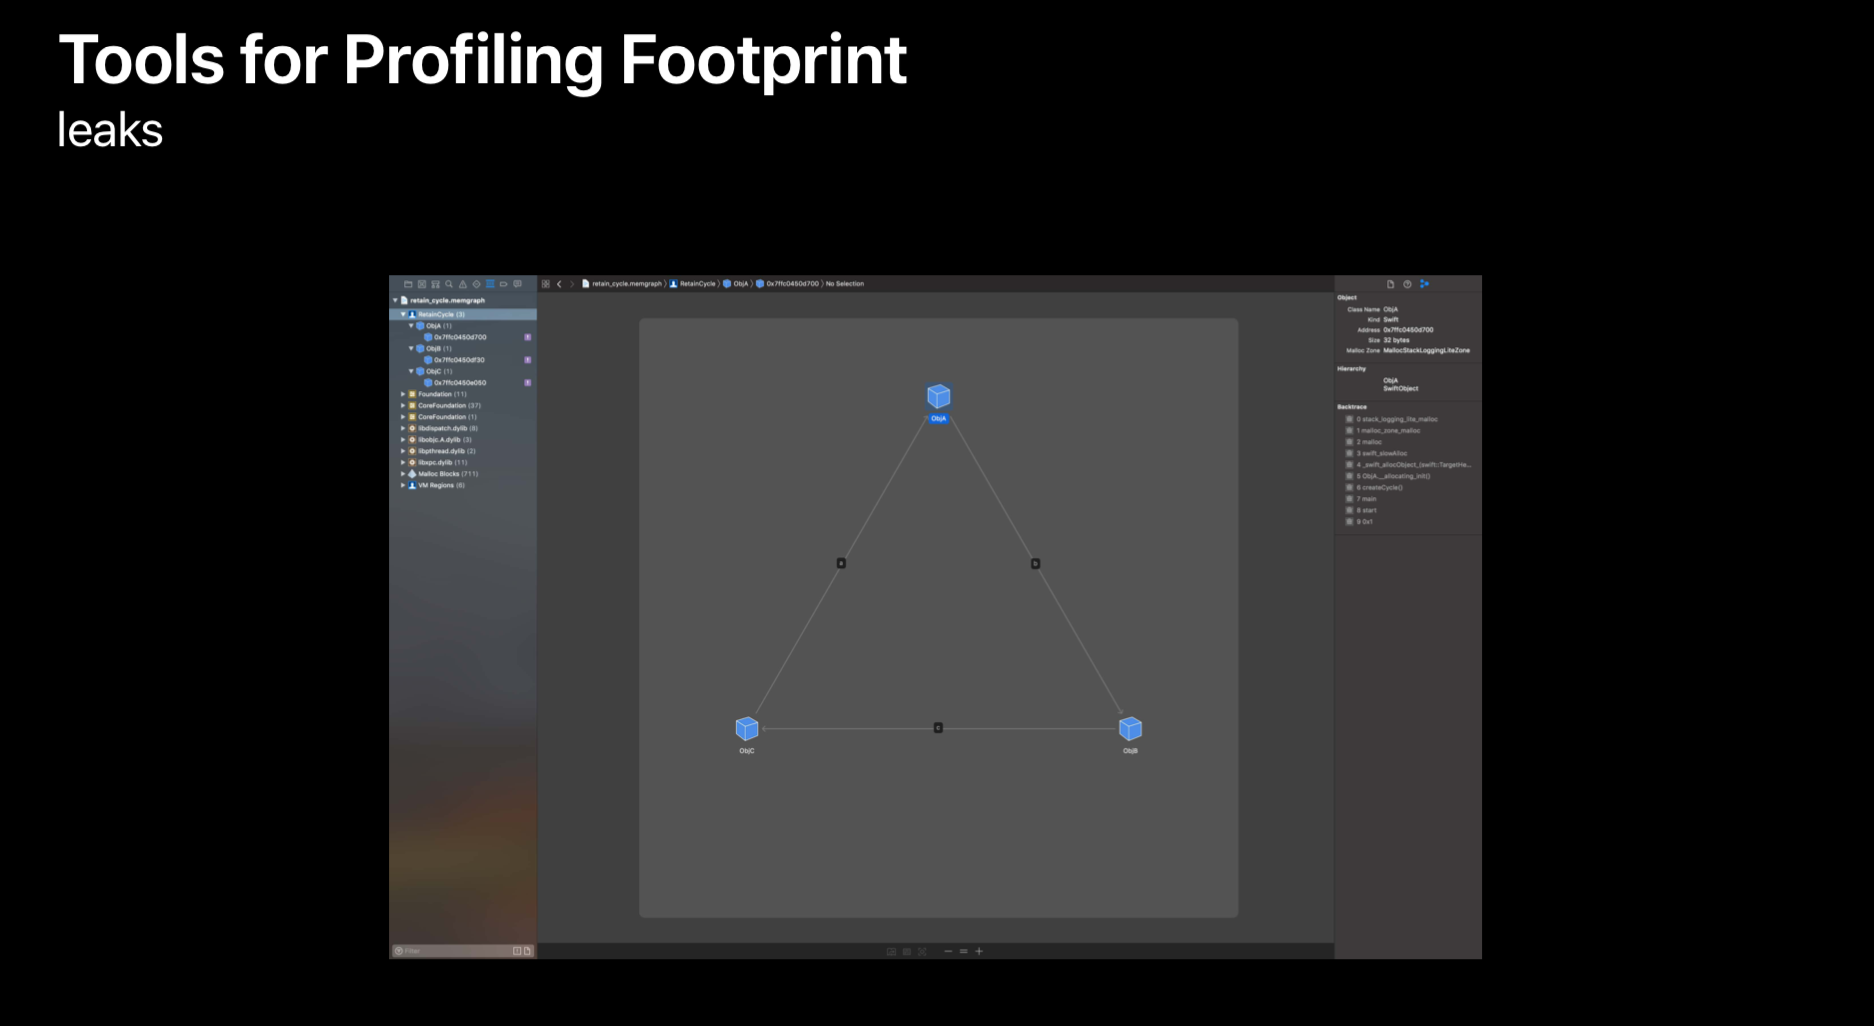 Tools for Profiling Footprint
leaks
retain_cycle.memgraph
RetainCycle (3)
ObjA (1)
0x7ffc0450d700
ObjB (1)
0x7ffc0450df30
ObjC (1)
0x7ffc0450e050
Foundation (11)
CoreFoundation (37)
CoreFoundation (1)
libdispatch.dylib (8)
libobjc.A.dylib (3)
libpthread.dylib (2)
libxpc.dylib (11)
Malloc Blocks (711)
VM Regions (6)
Filter
retain_cycle.memgraph 〉 RetainCycle 〉 ObjA 〉 0x7ffc0450d700 〉 No Selection
ObjA
a
b
c
ObjC
ObjB
Object
Class Name ObjA
Kind Swift
Address 0x7ffc0450d700
Size 32 bytes
Malloc Zone MallocStackLoggingLiteZone
Hierarchy
ObjA
SwiftObject
Backtrace
0 stack_logging_lite_malloc
1 malloc_zone_malloc
2 malloc
3 swift_slowAlloc
4 _swift_allocObject_(swift::TargetHe...
5 ObjA.__allocating_init()
6 createCycle()
7 main
8 start
9 0x1